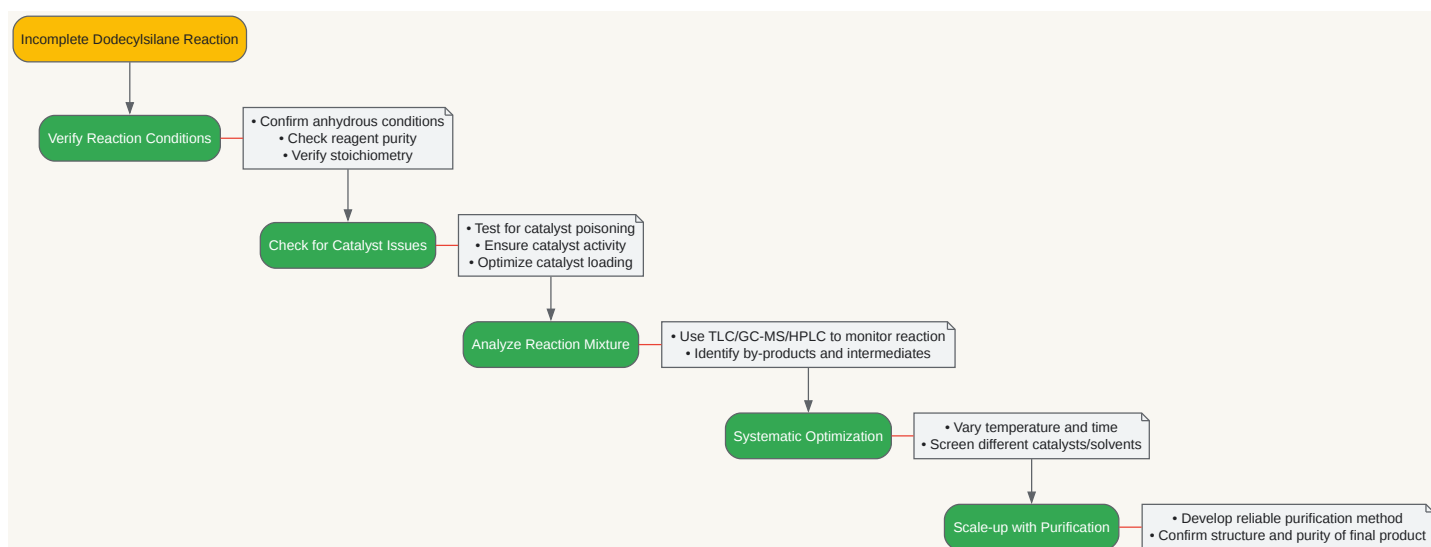 Incomplete Dodecylsilane Reaction
Verify Reaction Conditions
• Confirm anhydrous conditions
• Check reagent purity
• Verify stoichiometry
Check for Catalyst Issues
• Test for catalyst poisoning
• Ensure catalyst activity
• Optimize catalyst loading
Analyze Reaction Mixture
• Use TLC/GC-MS/HPLC to monitor reaction
• Identify by-products and intermediates
Systematic Optimization
• Vary temperature and time
• Screen different catalysts/solvents
Scale-up with Purification
• Develop reliable purification method
• Confirm structure and purity of final product